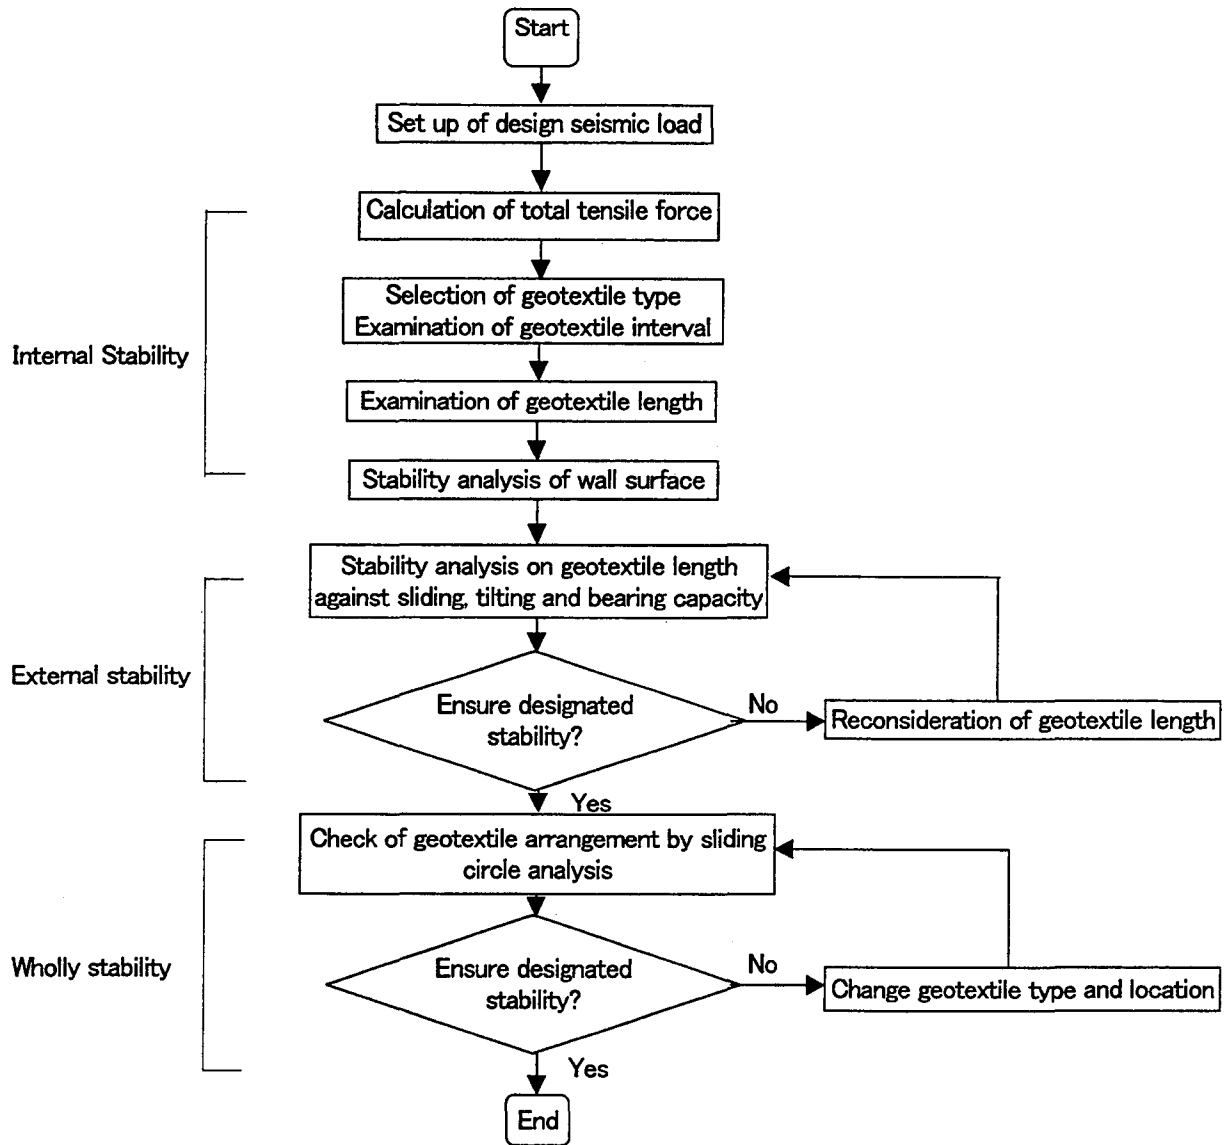 Start
Set up of design seismic load
Calculation of total tensile force
Selection of geotextile type
Examination of geotextile interval
Internal Stability
Examination of geotextile length
Stability analysis of wall surface
Stability analysis on geotextile length
against sliding, tilting and bearing capacity
External stability
Ensure designated
stability?
No
Reconsideration of geotextile length
Yes
Check of geotextile arrangement by sliding
circle analysis
Wholly stability
Ensure designated
stability?
No
Change geotextile type and location
Yes
End